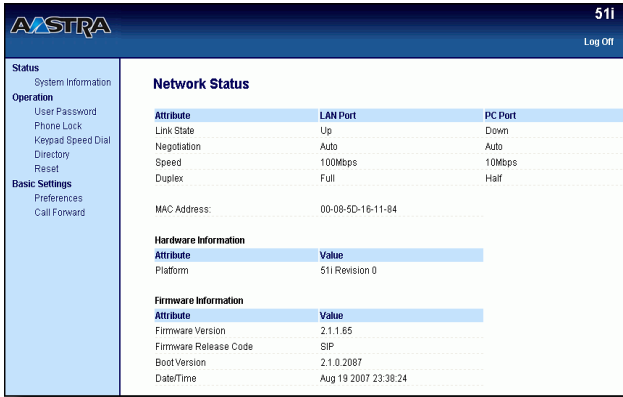 AASTRA
51i
Log Off
Status
System Information
Operation
User Password
Phone Lock
Keypad Speed Dial
Directory
Reset
Basic Settings
Preferences
Call Forward
Network Status
Attribute LAN Port PC Port
Link State Up Down
Negotiation Auto Auto
Speed 100Mbps 10Mbps
Duplex Full Half
MAC Address: 00-08-5D-16-11-84
Hardware Information
Attribute Value
Platform 51i Revision 0
Firmware Information
Attribute Value
Firmware Version 2.1.1.65
Firmware Release Code SIP
Boot Version 2.1.0.2087
Date/Time Aug 19 2007 23:38:24